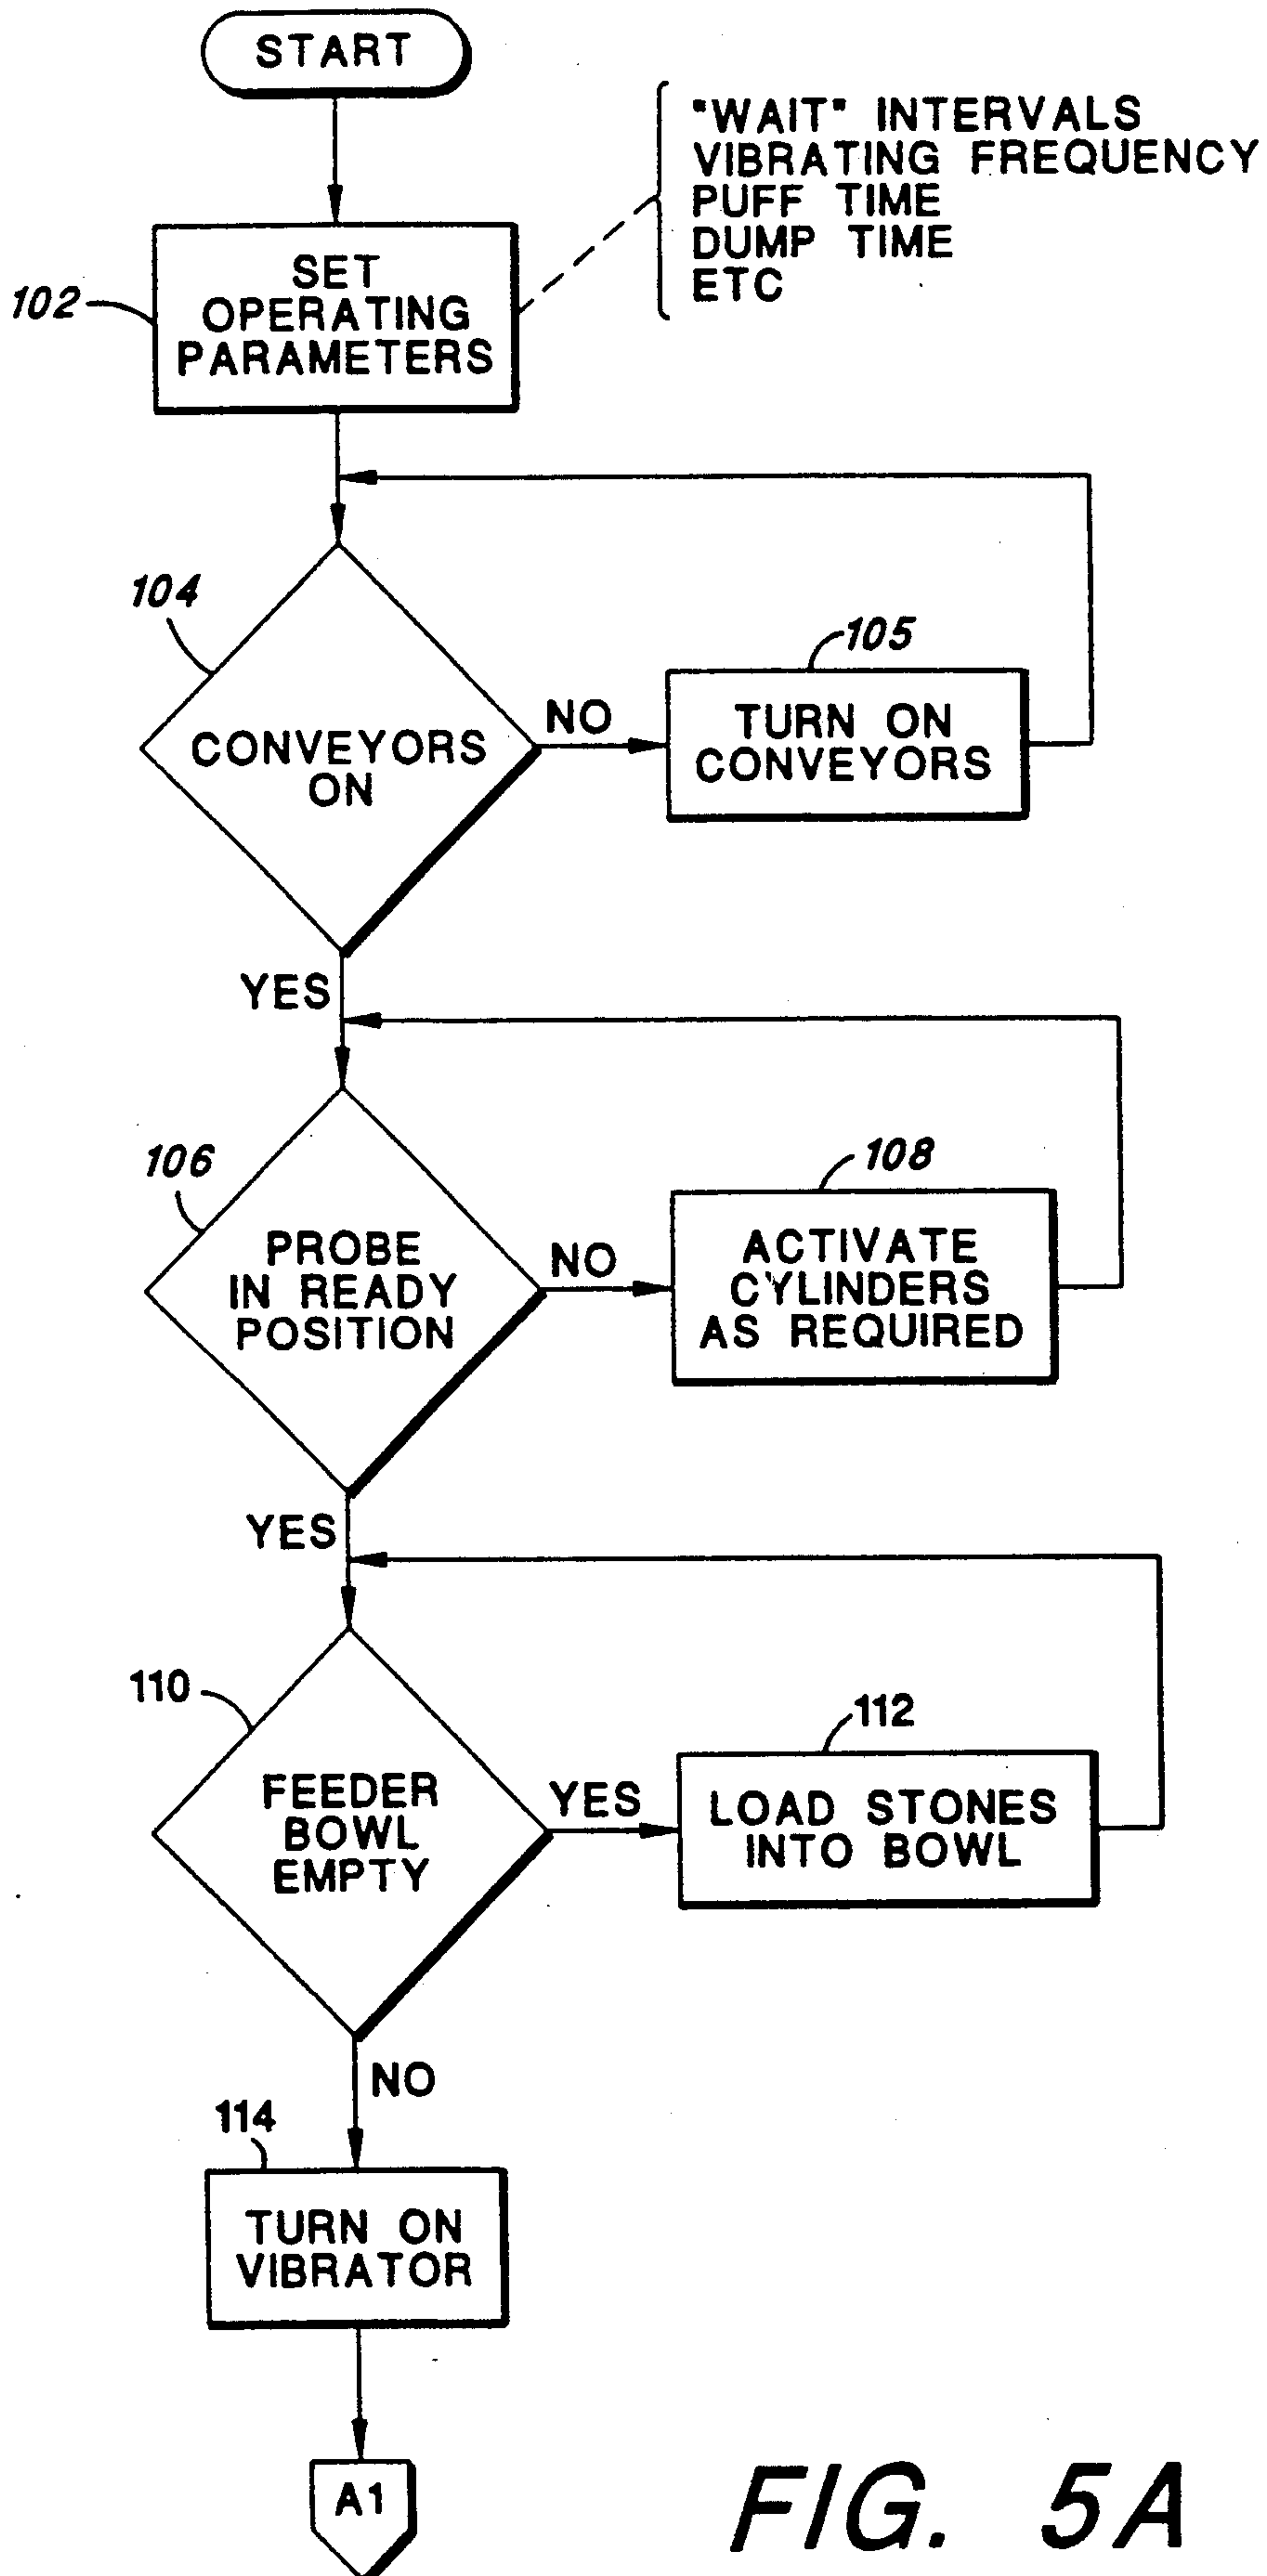 START
"WAIT" INTERVALS
VIBRATING FREQUENCY
PUFF TIME
DUMP TIME
ETC
102
SET
OPERATING
PARAMETERS
104
CONVEYORS
ON
NO
105
TURN ON
CONVEYORS
YES
106
PROBE
IN READY
POSITION
NO
108
ACTIVATE
CYLINDERS
AS REQUIRED
YES
110
FEEDER
BOWL
EMPTY
YES
112
LOAD STONES
INTO BOWL
NO
114
TURN ON
VIBRATOR
A1
FIG. 5A